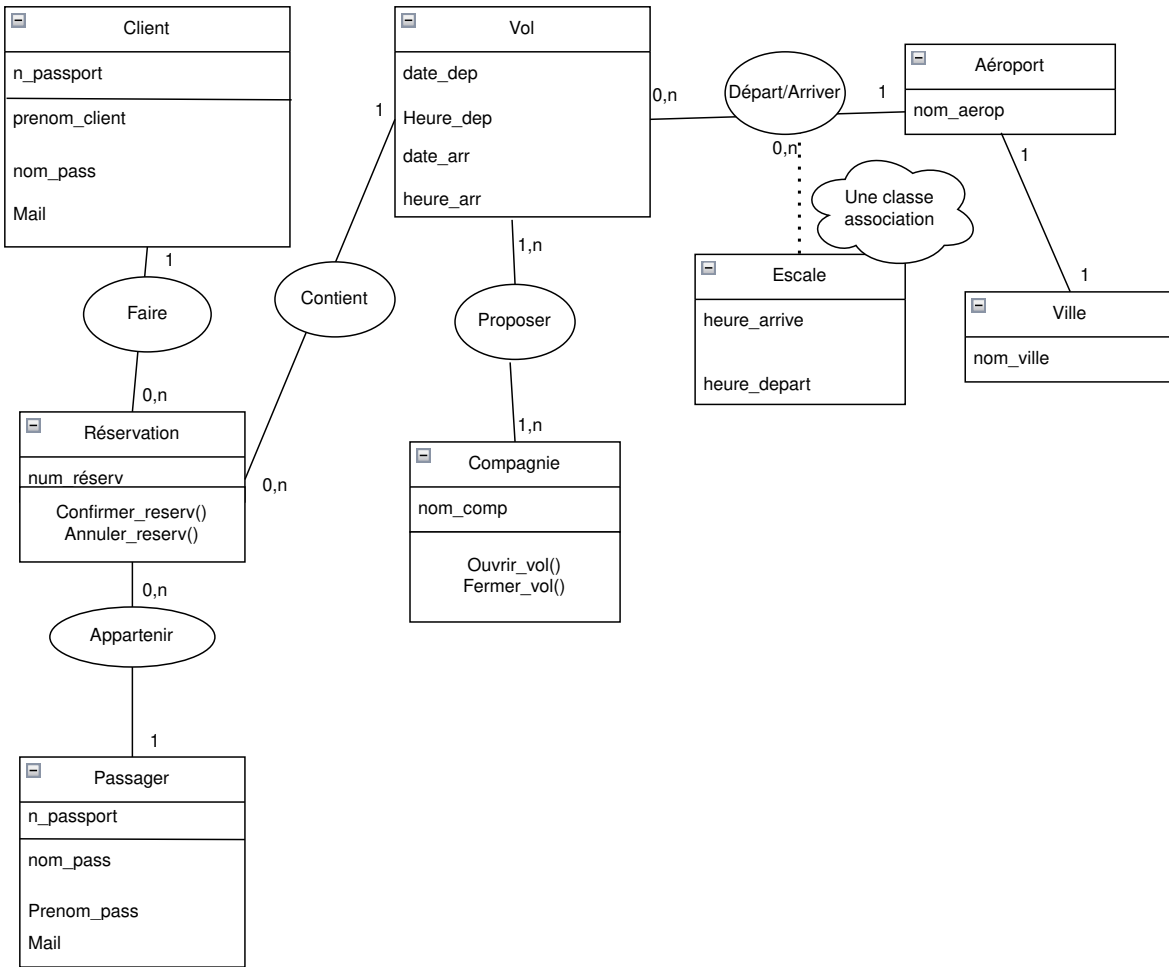 Client
n_passport
prenom_client
nom_pass
Mail
1
Faire
0,n
Réservation
num_réserv
Confirmer_reserv()
Annuler_reserv()
0,n
Appartenir
1
Passager
n_passport
nom_pass
Prenom_pass
Mail
1
Contient
0,n
Vol
date_dep
Heure_dep
date_arr
heure_arr
1,n
Proposer
1,n
Compagnie
nom_comp
Ouvrir_vol()
Fermer_vol()
0,n
Départ/Arriver
1
0,n
Une classe
association
Escale
heure_arrive
heure_depart
Aéroport
nom_aerop
1
1
Ville
nom_ville